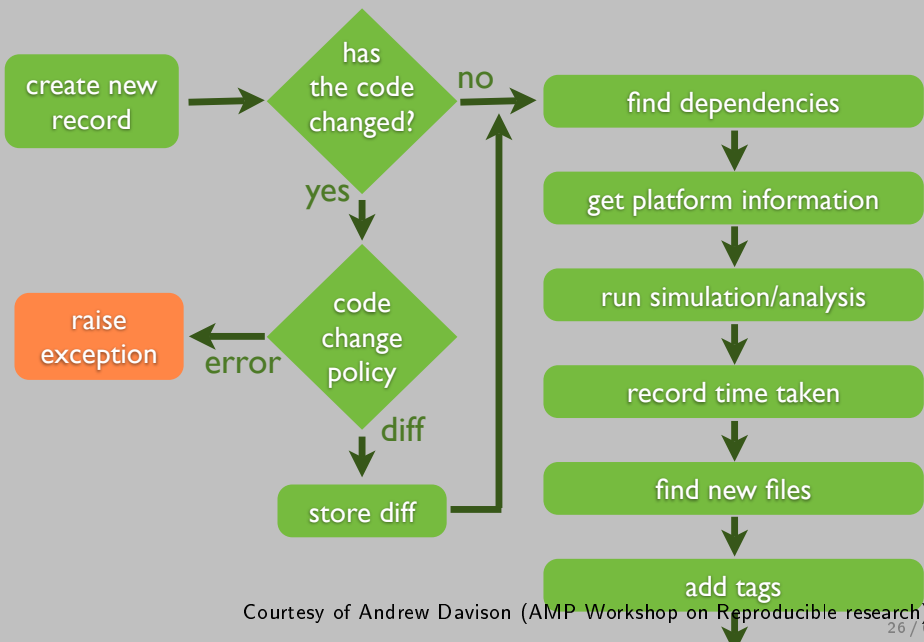 create new
record
has
the code
changed?
no
yes
code
change
policy
error
raise
exception
diff
store diff
find dependencies
get platform information
run simulation/analysis
record time taken
find new files
add tags
Courtesy of Andrew Davison (AMP Workshop on Reproducible research)
26 /